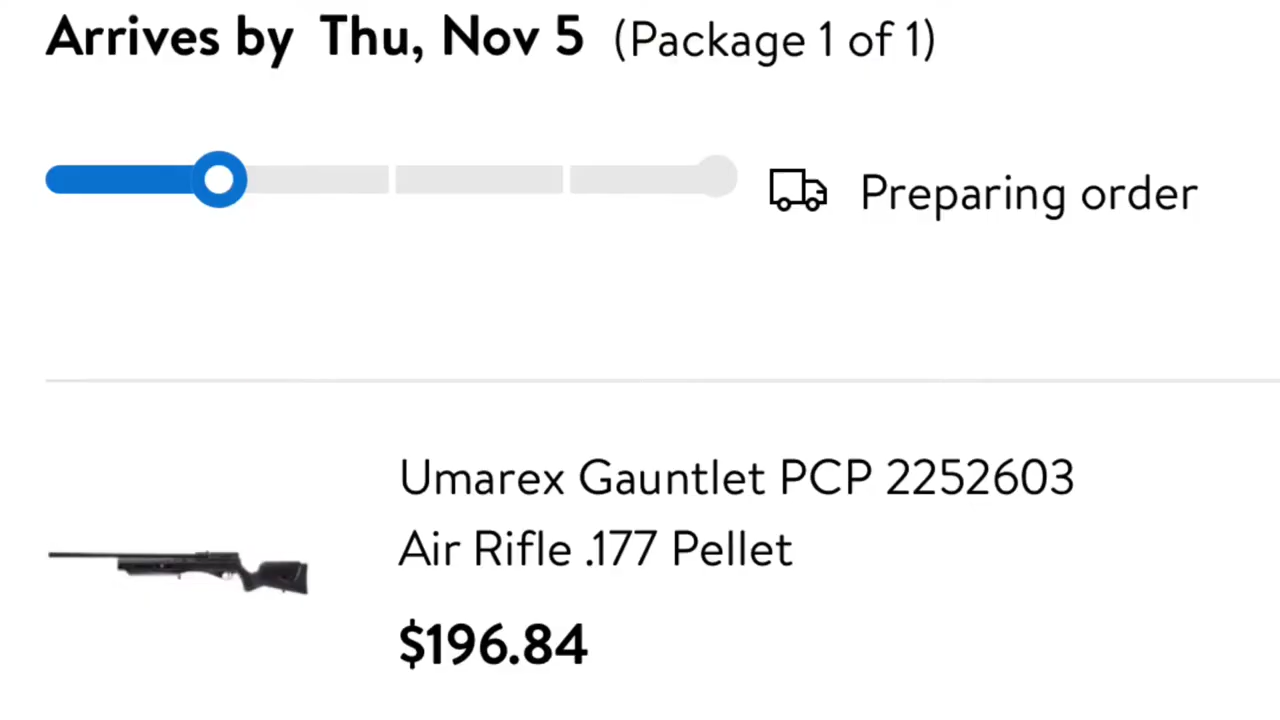 Arrives by Thu, Nov 5 (Package 1 of 1)
Preparing order
Umarex Gauntlet PCP 2252603
Air Rifle .177 Pellet
$196.84